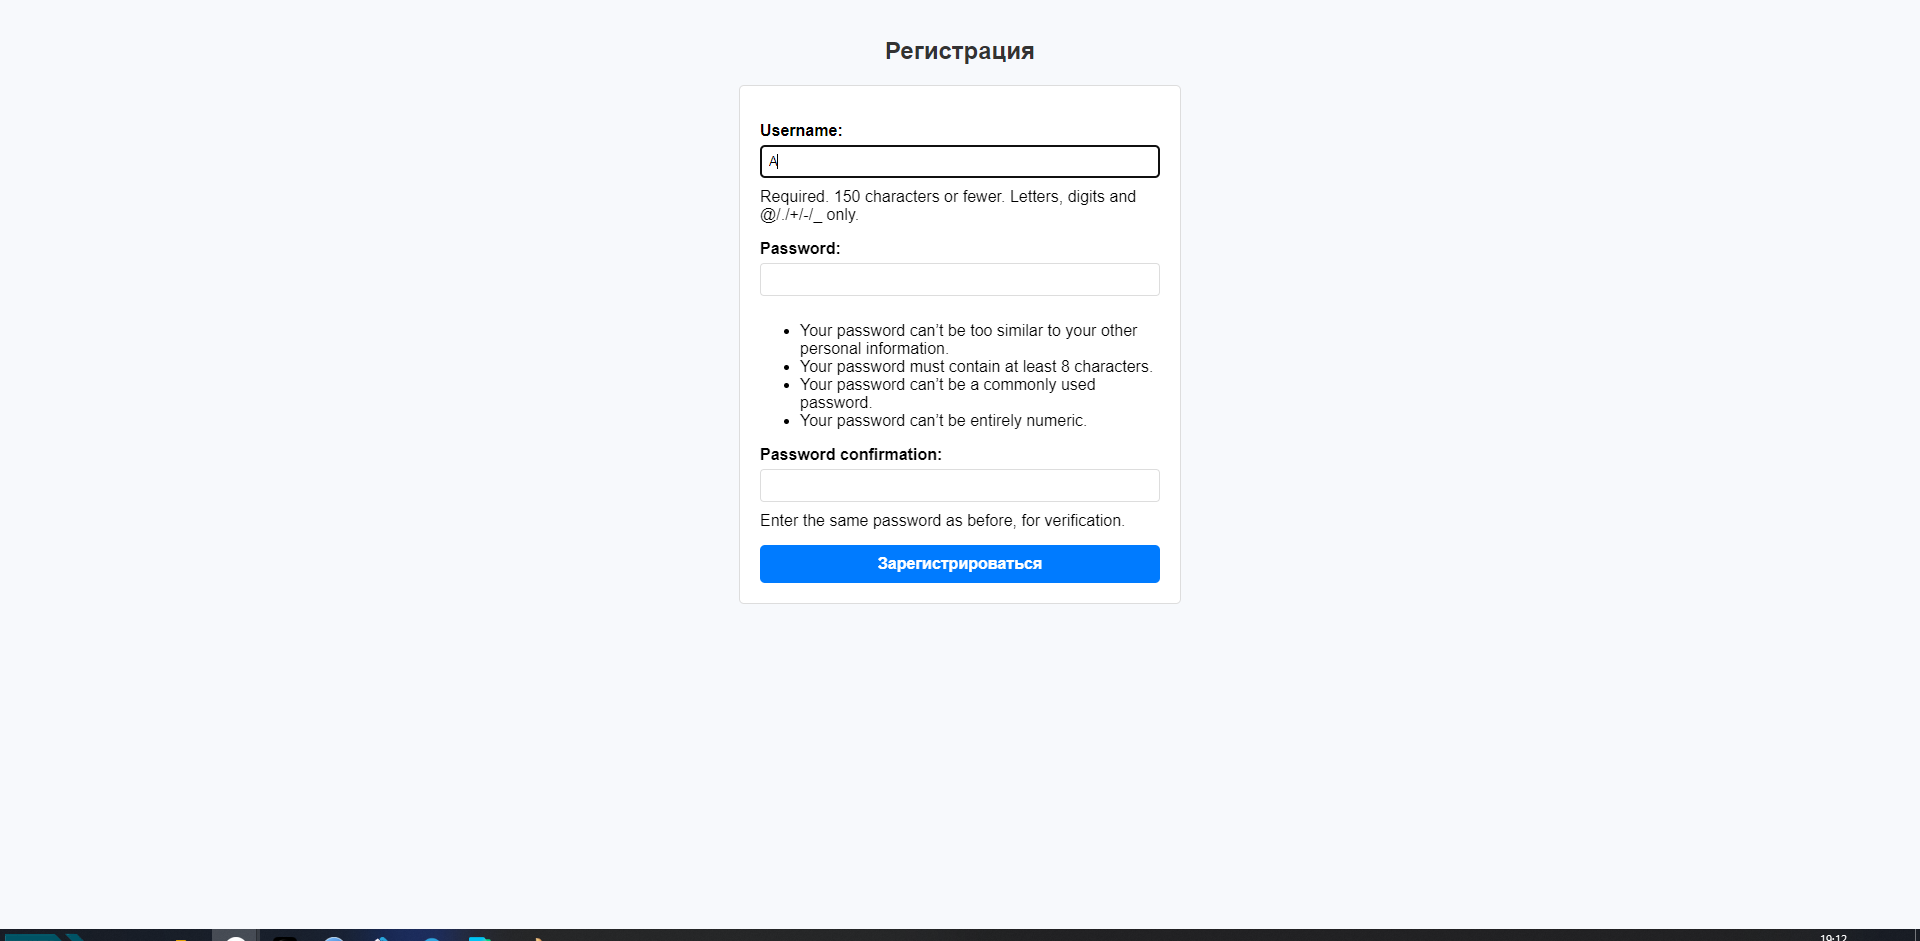 Регистрация
Username:
A
Required. 150 characters or fewer. Letters, digits and
@/./+/-/_ only.
Password:
Your password can’t be too similar to your other
personal information.
Your password must contain at least 8 characters.
Your password can’t be a commonly used
password.
Your password can’t be entirely numeric.
Password confirmation:
Enter the same password as before, for verification.
Зарегистрироваться
19:12